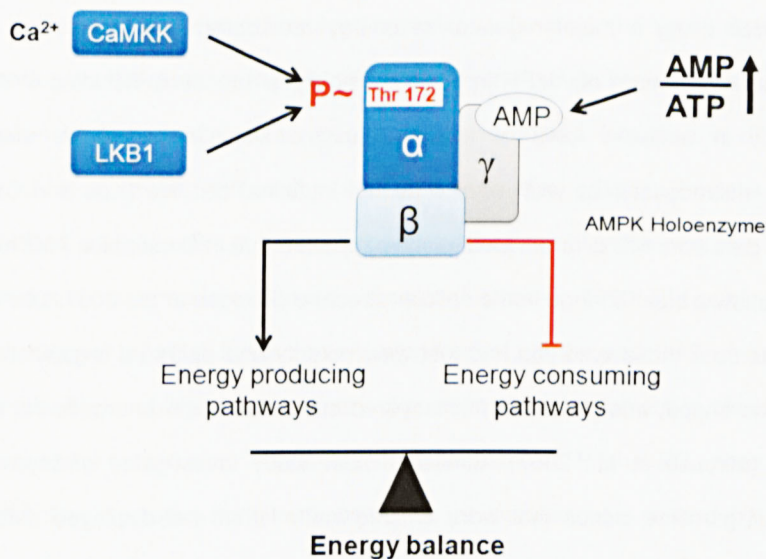 Ca²⁺ CaMKK
LKB1
P~ Thr 172
α
β
γ
AMP
AMP
ATP
AMPK Holoenzyme
Energy producing
pathways
Energy consuming
pathways
Energy balance